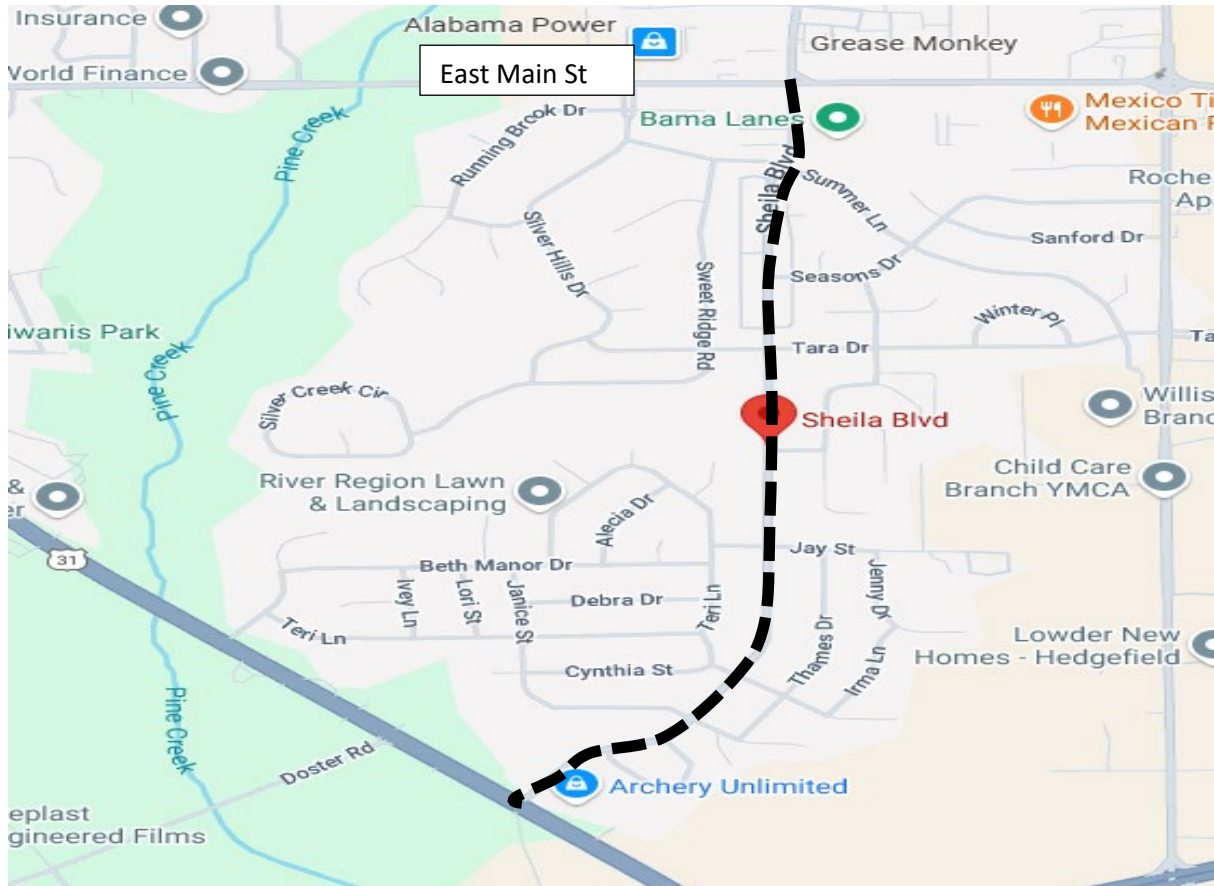 Insurance
Alabama Power
Grease Monkey
World Finance
East Main St
Mexico Ti
Mexican R
Bama Lanes
Running Brook Dr
Pine Creek
Sheila Blvd
Summer Ln
Roche
Ap
Sanford Dr
Silver Hills Dr
Sweet Ridge Rd
Seasons Dr
Winter Pl
iwanis Park
Tara Dr
Ta
Pine Creek
Silver Creek Cir
Willis
Branc
Sheila Blvd
River Region Lawn
& Landscaping
Child Care
Branch YMCA
&
er
Alecia Dr
31
Beth Manor Dr
Jay St
Ivey Ln
Lori St
Janice St
Debra Dr
Teri Ln
Jenny Dr
Teri Ln
Cynthia St
Thames Dr
Irma Ln
Lowder New
Homes - Hedgefield
Pine Creek
Doster Rd
Archery Unlimited
eplast
gineered Films